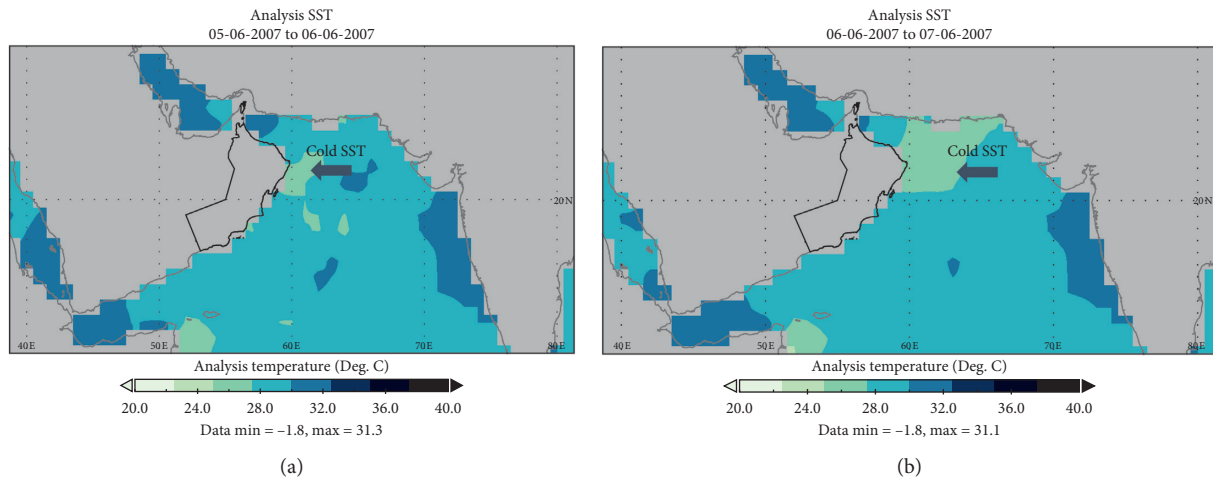 Analysis SST
05-06-2007 to 06-06-2007
Cold SST
20N
40E 50E 60E 70E 80E
Analysis temperature (Deg. C)
20.0 24.0 28.0 32.0 36.0 40.0
Data min = –1.8, max = 31.3
(a)
Analysis SST
06-06-2007 to 07-06-2007
Cold SST
20N
40E 50E 60E 70E 80E
Analysis temperature (Deg. C)
20.0 24.0 28.0 32.0 36.0 40.0
Data min = –1.8, max = 31.1
(b)